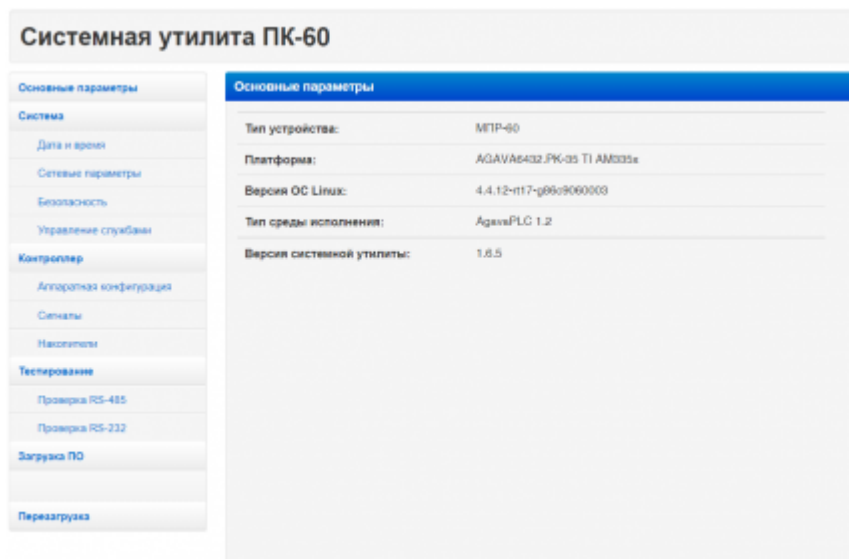 Системная утилита ПК-60
Основные параметры
Система
Дата и время
Сетевые параметры
Безопасность
Управление службами
Контроллер
Аппаратная конфигурация
Сигналы
Накопители
Тестирование
Проверка RS-485
Проверка RS-232
Загрузка ПО
Перезагрузка
Основные параметры
Тип устройства: МПР-60
Платформа: AGAVA6432.PK-35 TI AM335x
Версия ОС Linux:
Тип среды исполнения: AgavaPLC 1.2
Версия системной утилиты: 1.6.5